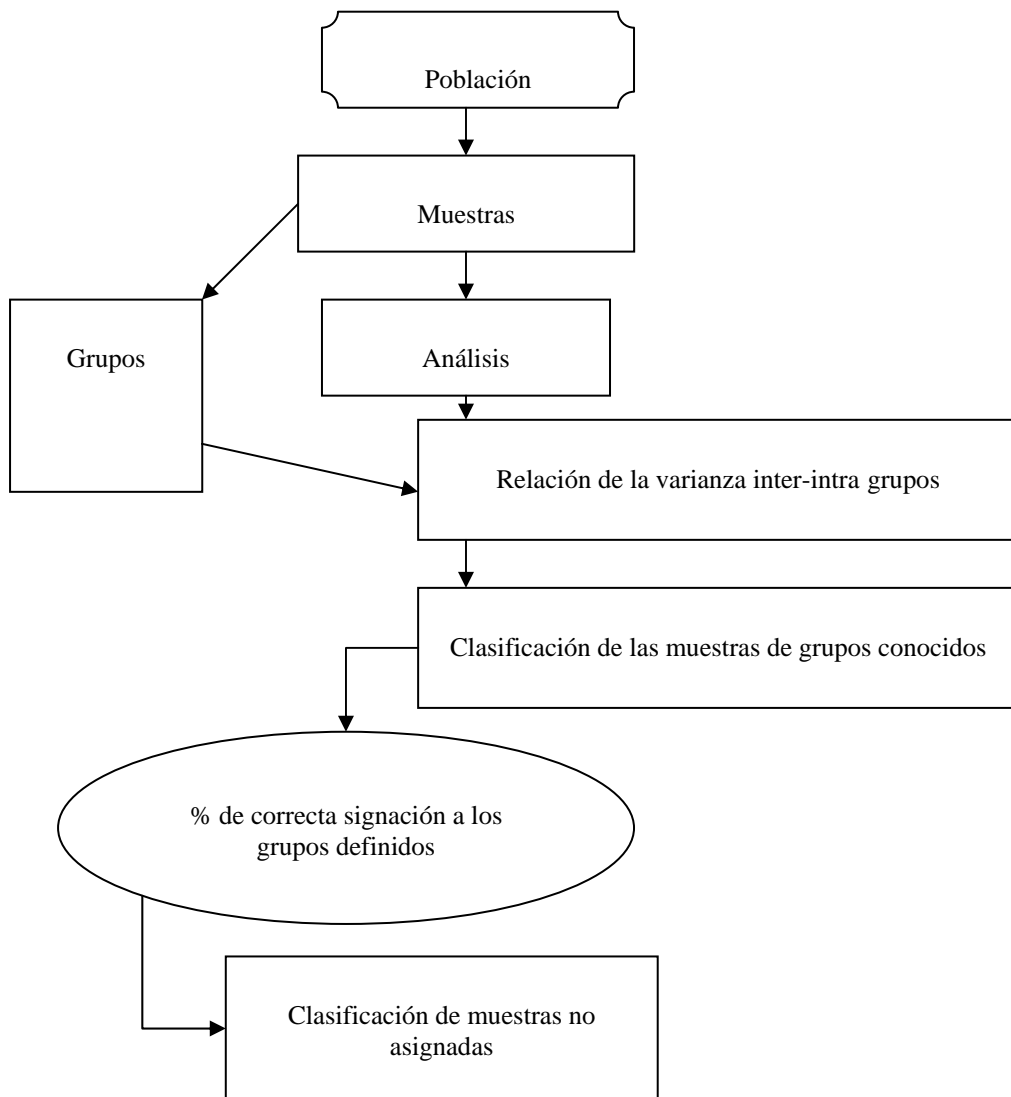 Población
Muestras
Grupos
Análisis
Relación de la varianza inter-intra grupos
Clasificación de las muestras de grupos conocidos
% de correcta signación a los
grupos definidos
Clasificación de muestras no
asignadas